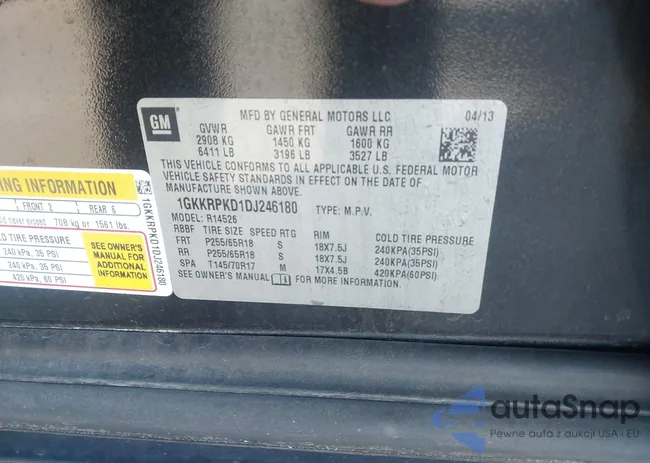 GM
MFD BY GENERAL MOTORS LLC 04/13
GVWR GAWR FRT GAWR RR
2908 KG 1450 KG 1600 KG
6411 LB 3196 LB 3527 LB
THIS VEHICLE CONFORMS TO ALL APPLICABLE U.S. FEDERAL MOTOR
VEHICLE SAFETY STANDARDS IN EFFECT ON THE DATE OF
MANUFACTURE SHOWN ABOVE.
1GKKRPKD1DJ246180 TYPE: M.P.V.
MODEL: R14526
RBBF TIRE SIZE SPEED RTG RIM COLD TIRE PRESSURE
FRT P255/65R18 S 18X7.5J 240KPA(35PSI)
RR P255/65R18 S 18X7.5J 240KPA(35PSI)
SPA T145/70R17 M 17X4.5B 420KPA(60PSI)
SEE OWNER'S MANUAL FOR MORE INFORMATION.
ING INFORMATION
FRONT 2 REAR 6
never exceed 708 kg or 1561 lbs.
LD TIRE PRESSURE
240 kPa, 35 PSI
240 kPa, 35 PSI
420 kPa, 60 PSI
SEE OWNER'S
MANUAL FOR
ADDITIONAL
INFORMATION
1GKKRPKD1DJ246180
autaSnap
Pewne auta z aukcji USA i EU